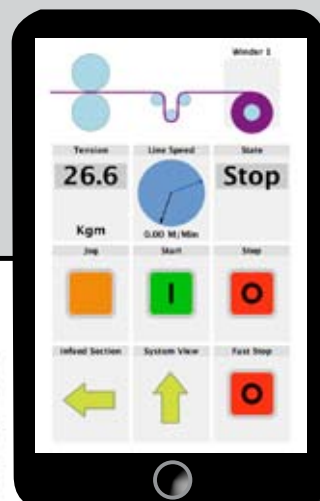 Winder 1
Tension
Line Speed
State
26.6
Stop
Kgm
0.00 M/Min
Jog
Start
Stop
I
O
Infeed Section
System View
Fast Stop
O